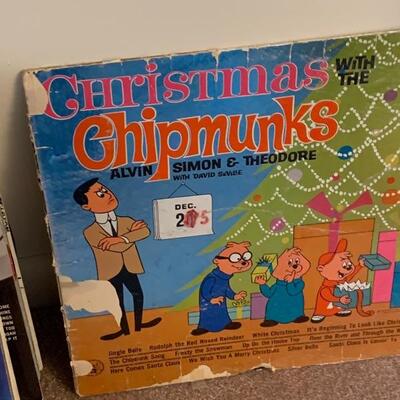 CHRISTMAS WITH THE
Chipmunks
ALVIN SIMON & THEODORE
WITH DAVID SEVILLE
DEC.
Jingle Bells Rudolph the Red Nosed Reindeer White Christmas It's Beginning To Look Like
The Chipmunk Song Frosty the Snowman Up On the House Top Over the River and Through the
Here Comes Santa Claus We Wish You A Merry Christmas Silver Bells Santa Claus Is Comin' To
OME